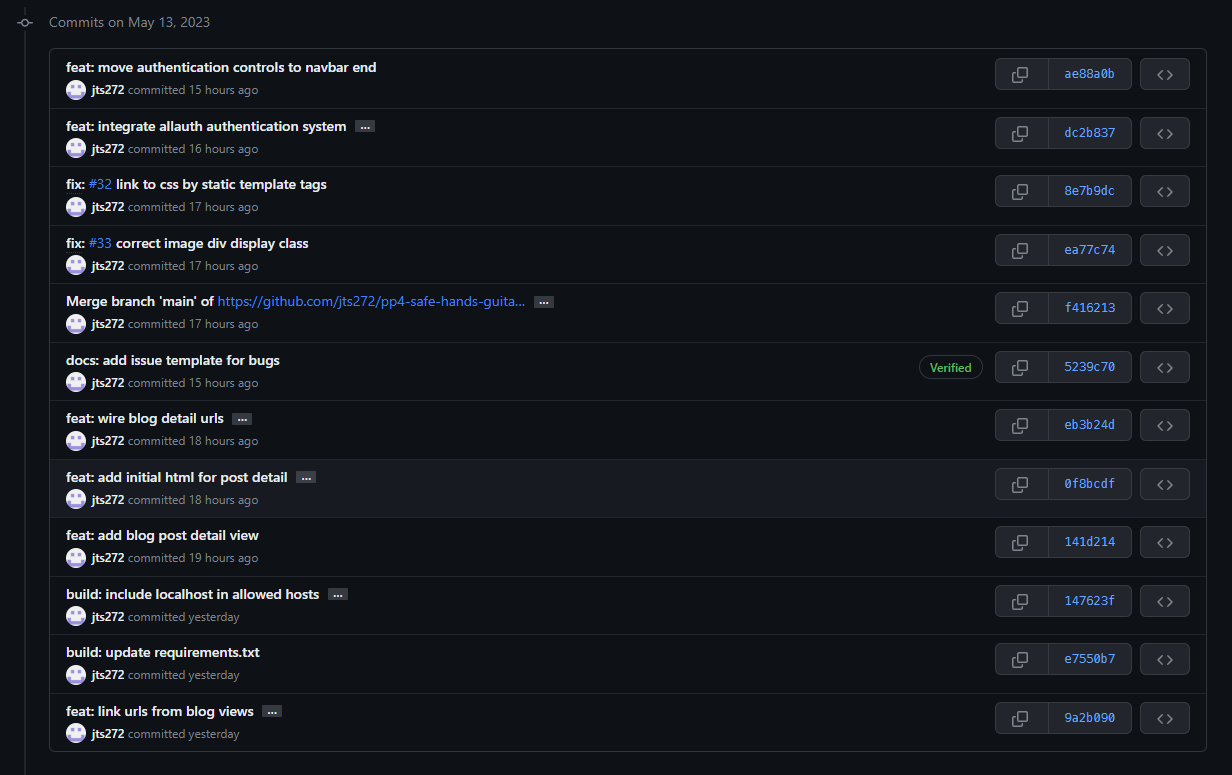 Commits on May 13, 2023
feat: move authentication controls to navbar end
jts272 committed 15 hours ago
ae88a0b
feat: integrate allauth authentication system ...
jts272 committed 16 hours ago
dc2b837
fix: #32 link to css by static template tags
jts272 committed 17 hours ago
8e7b9dc
fix: #33 correct image div display class
jts272 committed 17 hours ago
ea77c74
Merge branch 'main' of https://github.com/jts272/pp4-safe-hands-guita... ...
jts272 committed 17 hours ago
f416213
docs: add issue template for bugs
jts272 committed 15 hours ago
Verified
5239c70
feat: wire blog detail urls ...
jts272 committed 18 hours ago
eb3b24d
feat: add initial html for post detail ...
jts272 committed 18 hours ago
0f8bcdf
feat: add blog post detail view
jts272 committed 19 hours ago
141d214
build: include localhost in allowed hosts ...
jts272 committed yesterday
147623f
build: update requirements.txt
jts272 committed yesterday
e7550b7
feat: link urls from blog views ...
jts272 committed yesterday
9a2b090